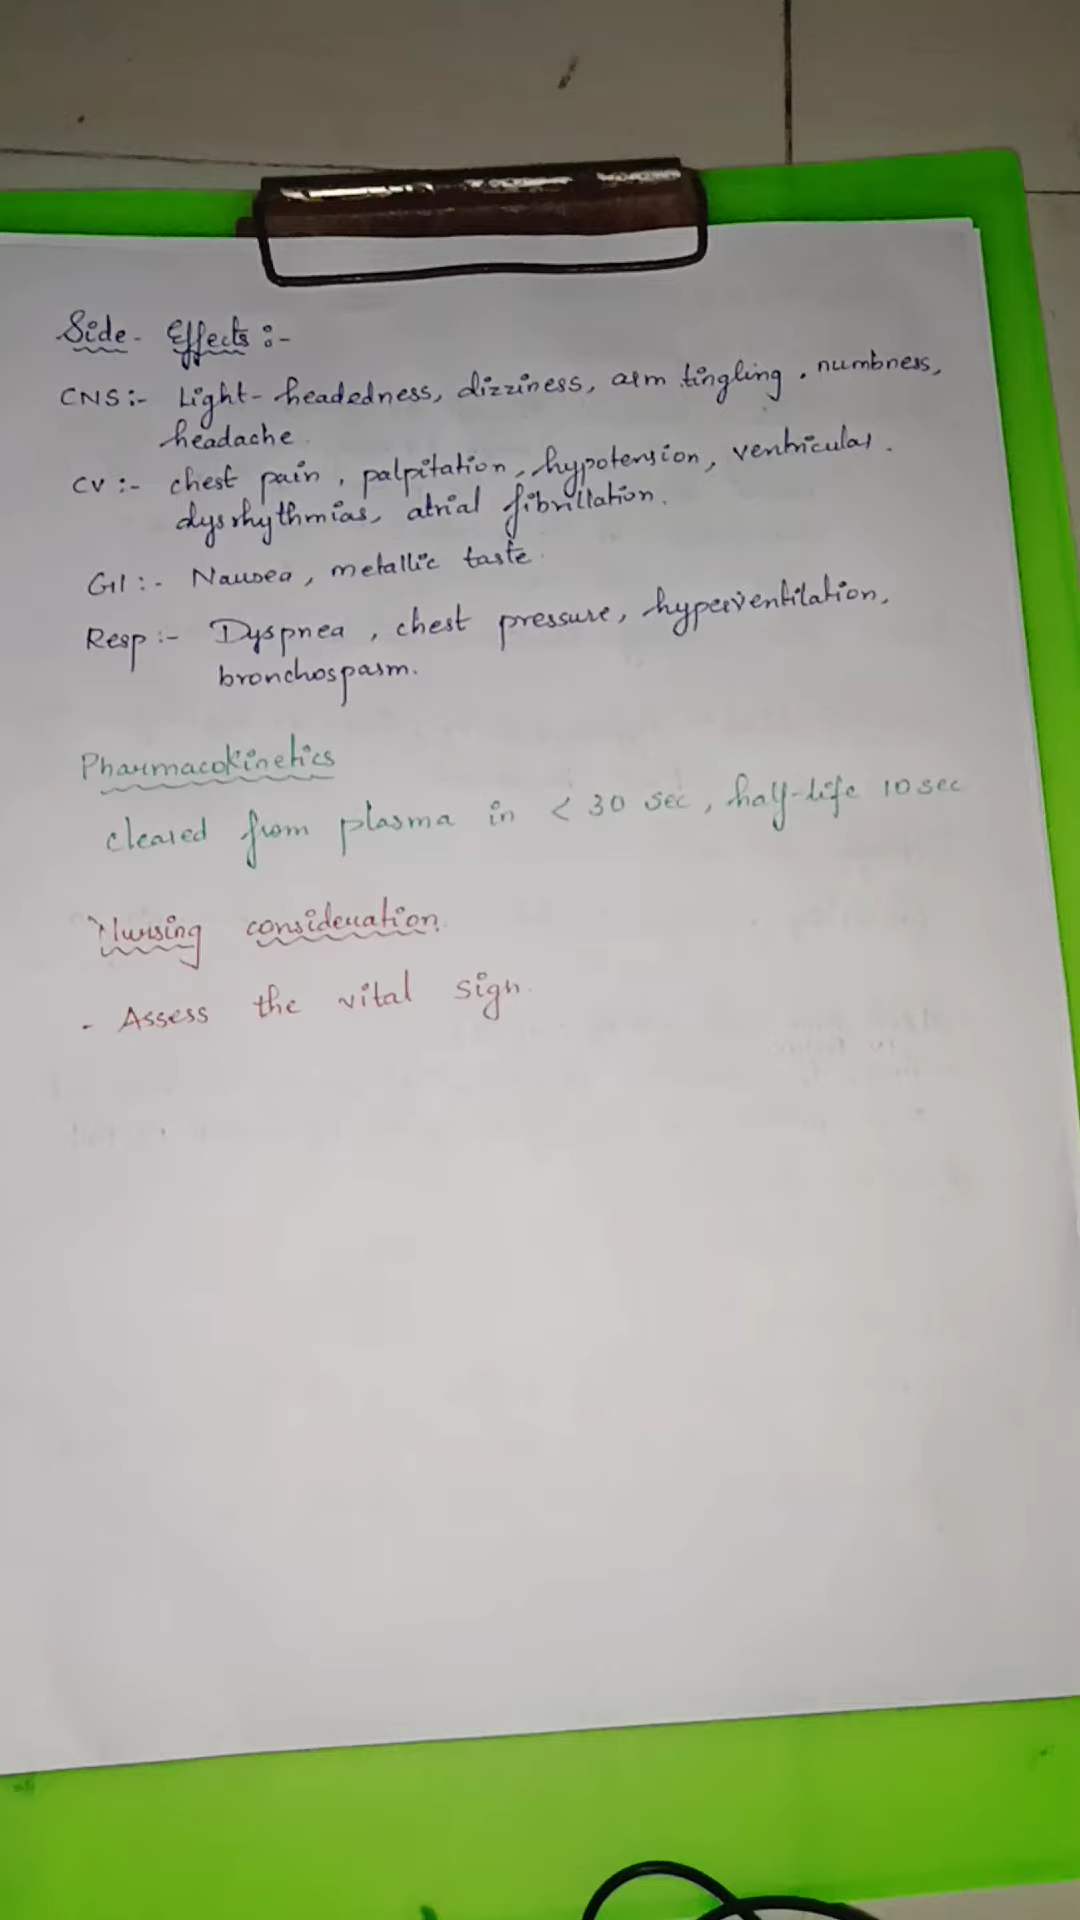 Side - Effects :-
CNS :- Light-headedness, dizziness, arm tingling, numbness,
headache.
CV :- chest pain, palpitation, hypotension, ventricular.
dysrhythmias, atrial fibrillation.
GI :- Nausea, metallic taste.
Resp :- Dyspnea, chest pressure, hyperventilation,
bronchospasm.
Pharmacokinetics
cleared from plasma in < 30 sec, half-life 10 sec
Nursing consideration.
- Assess the vital sign.